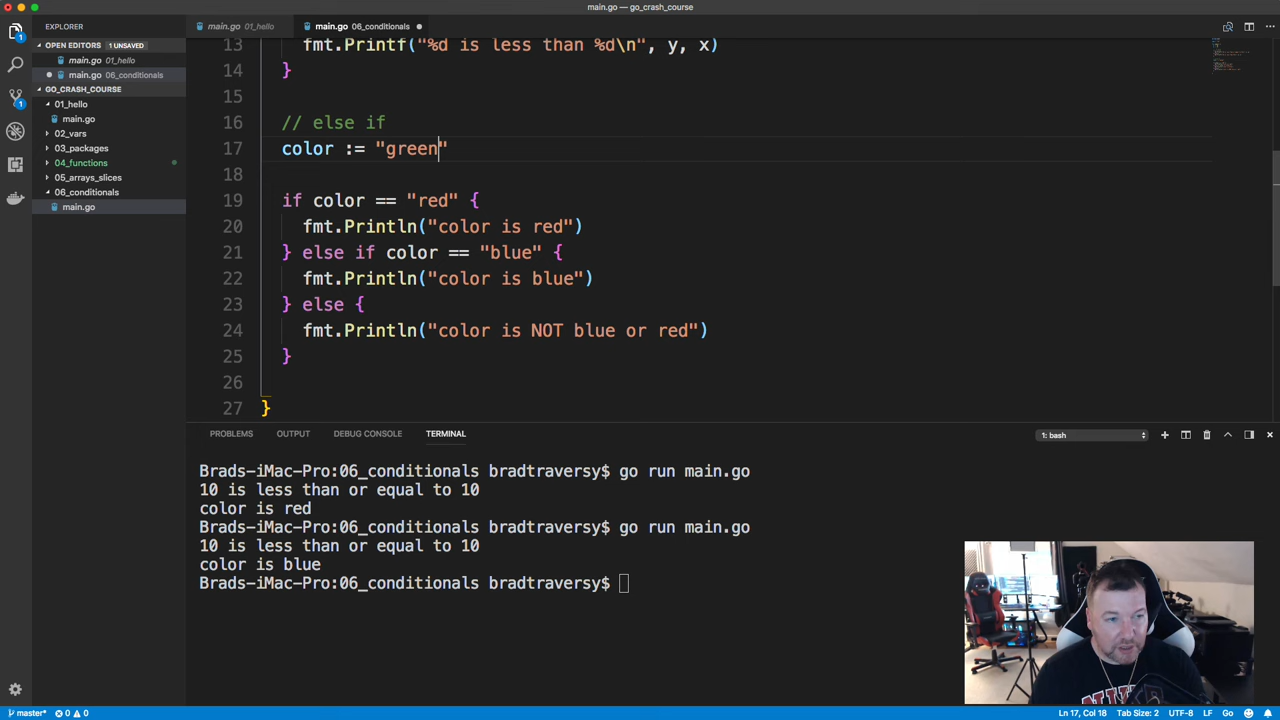 main.go — go_crash_course
EXPLORER
OPEN EDITORS 1 UNSAVED
main.go 01_hello
main.go 06_conditionals
GO_CRASH_COURSE
01_hello
main.go
02_vars
03_packages
04_functions
05_arrays_slices
06_conditionals
main.go
main.go 01_hello
main.go 06_conditionals
13 fmt.Printf("%d is less than %d\n", y, x)
14 }
15
16 // else if
17 color := "green"
18
19 if color == "red" {
20 fmt.Println("color is red")
21 } else if color == "blue" {
22 fmt.Println("color is blue")
23 } else {
24 fmt.Println("color is NOT blue or red")
25 }
26
27 }
PROBLEMS OUTPUT DEBUG CONSOLE TERMINAL 1: bash
Brads-iMac-Pro:06_conditionals bradtraversy$ go run main.go
10 is less than or equal to 10
color is red
Brads-iMac-Pro:06_conditionals bradtraversy$ go run main.go
10 is less than or equal to 10
color is blue
Brads-iMac-Pro:06_conditionals bradtraversy$
master* 0 0 Ln 17, Col 18 Tab Size: 2 UTF-8 LF Go